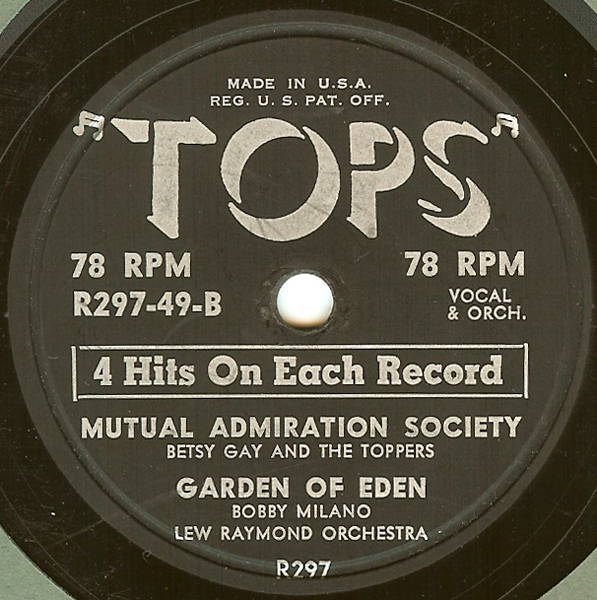 MADE IN U.S.A.
REG. U. S. PAT. OFF.
"TOPS"
78 RPM 78 RPM
R297-49-B VOCAL
& ORCH.
4 Hits On Each Record
MUTUAL ADMIRATION SOCIETY
BETSY GAY AND THE TOPPERS
GARDEN OF EDEN
BOBBY MILANO
LEW RAYMOND ORCHESTRA
R297